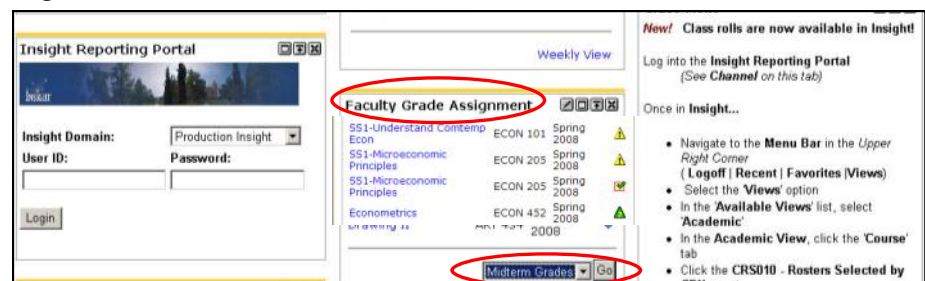 Insight Reporting Portal
Insight Domain:
Production Insight
User ID:
Password:
Login
Weekly View
Faculty Grade Assignment
SS1-Understand Comtemp
Econ
ECON 101
Spring
2008
SS1-Microeconomic
Principles
ECON 205
Spring
2008
SS1-Microeconomic
Principles
ECON 205
Spring
2008
Econometrics
ECON 452
Spring
2008
Drawing II
2008
Midterm Grades
Go
New! Class rolls are now available in Insight!
Log into the Insight Reporting Portal
(See Channel on this tab)
Once in Insight...
• Navigate to the Menu Bar in the Upper
Right Corner
( Logoff | Recent | Favorites |Views)
• Select the 'Views' option
• In the 'Available Views' list, select
'Academic'
• In the Academic View, click the 'Course'
tab
• Click the CRS010 - Rosters Selected by